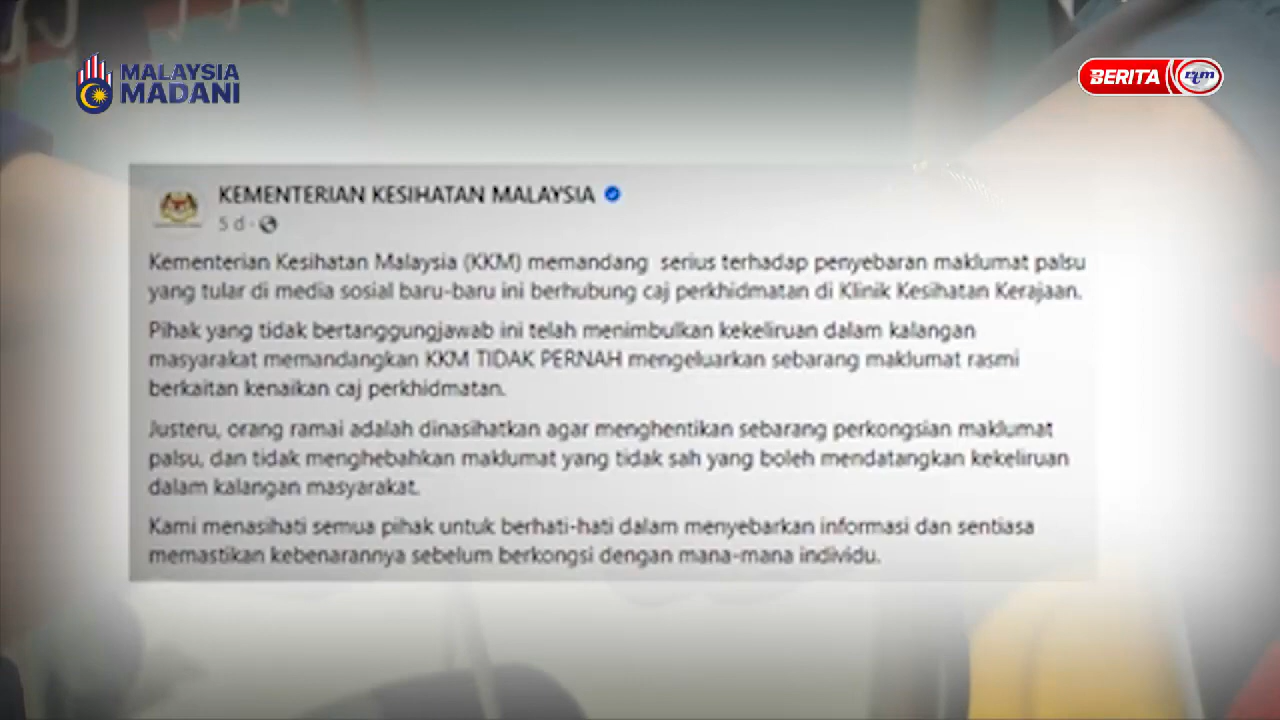 MALAYSIA
MADANI
BERITA rtm
KEMENTERIAN KESIHATAN MALAYSIA
5 d ·
Kementerian Kesihatan Malaysia (KKM) memandang serius terhadap penyebaran maklumat palsu
yang tular di media sosial baru-baru ini berhubung caj perkhidmatan di Klinik Kesihatan Kerajaan.
Pihak yang tidak bertanggungjawab ini telah menimbulkan kekeliruan dalam kalangan
masyarakat memandangkan KKM TIDAK PERNAH mengeluarkan sebarang maklumat rasmi
berkaitan kenaikan caj perkhidmatan.
Justeru, orang ramai adalah dinasihatkan agar menghentikan sebarang perkongsian maklumat
palsu, dan tidak menghebahkan maklumat yang tidak sah yang boleh mendatangkan kekeliruan
dalam kalangan masyarakat.
Kami menasihati semua pihak untuk berhati-hati dalam menyebarkan informasi dan sentiasa
memastikan kebenarannya sebelum berkongsi dengan mana-mana individu.